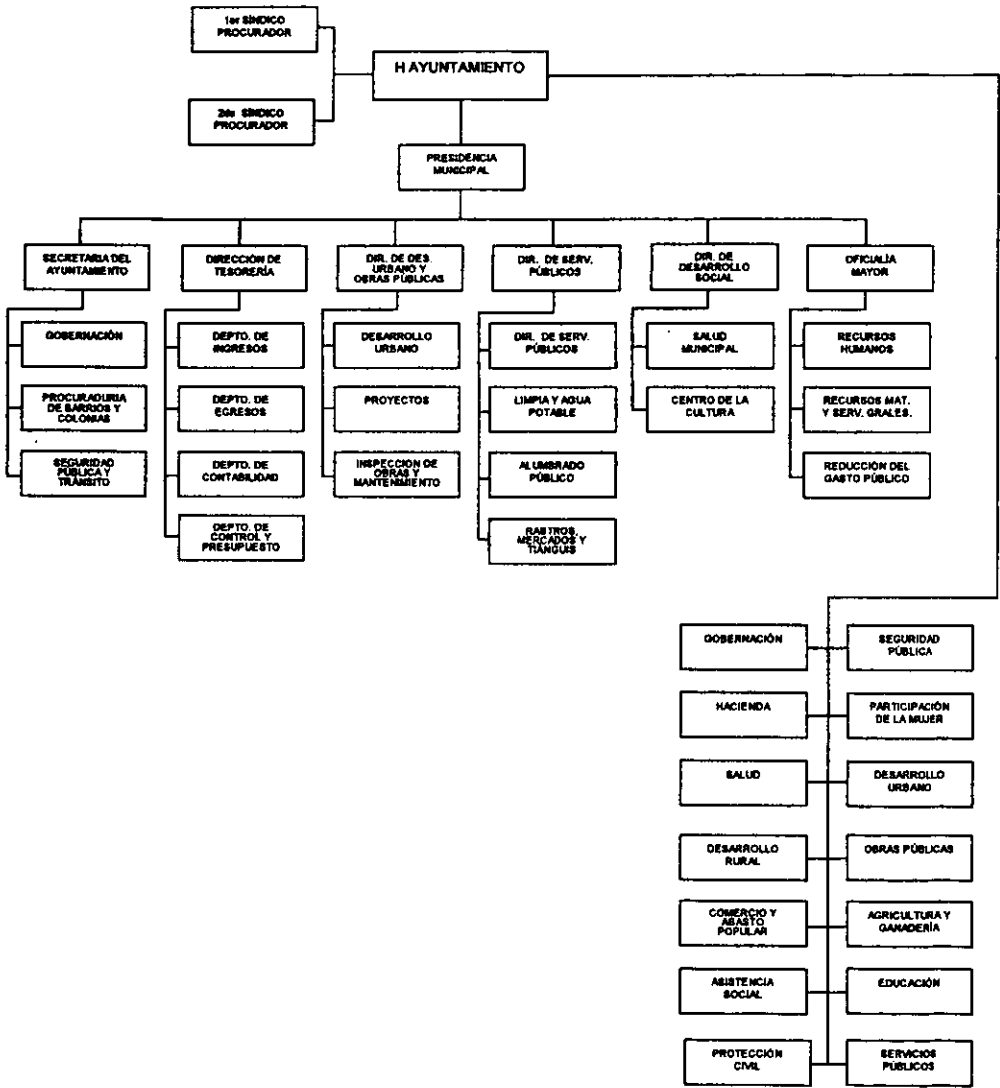 1er SÍNDICO
PROCURADOR
H AYUNTAMIENTO
2do SÍNDICO
PROCURADOR
PRESIDENCIA
MUNICIPAL
SECRETARIA DEL
AYUNTAMIENTO
DIRECCIÓN DE
TESORERÍA
DIR. DE DES.
URBANO Y
OBRAS PÚBLICAS
DIR. DE SERV.
PÚBLICOS
DIR. DE
DESARROLLO
SOCIAL
OFICIALÍA
MAYOR
GOBERNACIÓN
DEPTO. DE
INGRESOS
DESARROLLO
URBANO
DIR. DE SERV.
PÚBLICOS
SALUD
MUNICIPAL
RECURSOS
HUMANOS
PROCURADURIA
DE BARRIOS Y
COLONIAS
DEPTO. DE
EGRESOS
PROYECTOS
LIMPIA Y AGUA
POTABLE
CENTRO DE LA
CULTURA
RECURSOS MAT.
Y SERV. GRALES.
SEGURIDAD
PÚBLICA Y
TRÁNSITO
DEPTO. DE
CONTABILIDAD
INSPECCION DE
OBRAS Y
MANTENIMIENTO
ALUMBRADO
PÚBLICO
REDUCCIÓN DEL
GASTO PÚBLICO
DEPTO. DE
CONTROL Y
PRESUPUESTO
RASTROS,
MERCADOS Y
TIANGUIS
GOBERNACIÓN
SEGURIDAD
PÚBLICA
HACIENDA
PARTICIPACIÓN
DE LA MUJER
SALUD
DESARROLLO
URBANO
DESARROLLO
RURAL
OBRAS PÚBLICAS
COMERCIO Y
ABASTO
POPULAR
AGRICULTURA Y
GANADERÍA
ASISTENCIA
SOCIAL
EDUCACIÓN
PROTECCIÓN
CIVIL
SERVICIOS
PÚBLICOS